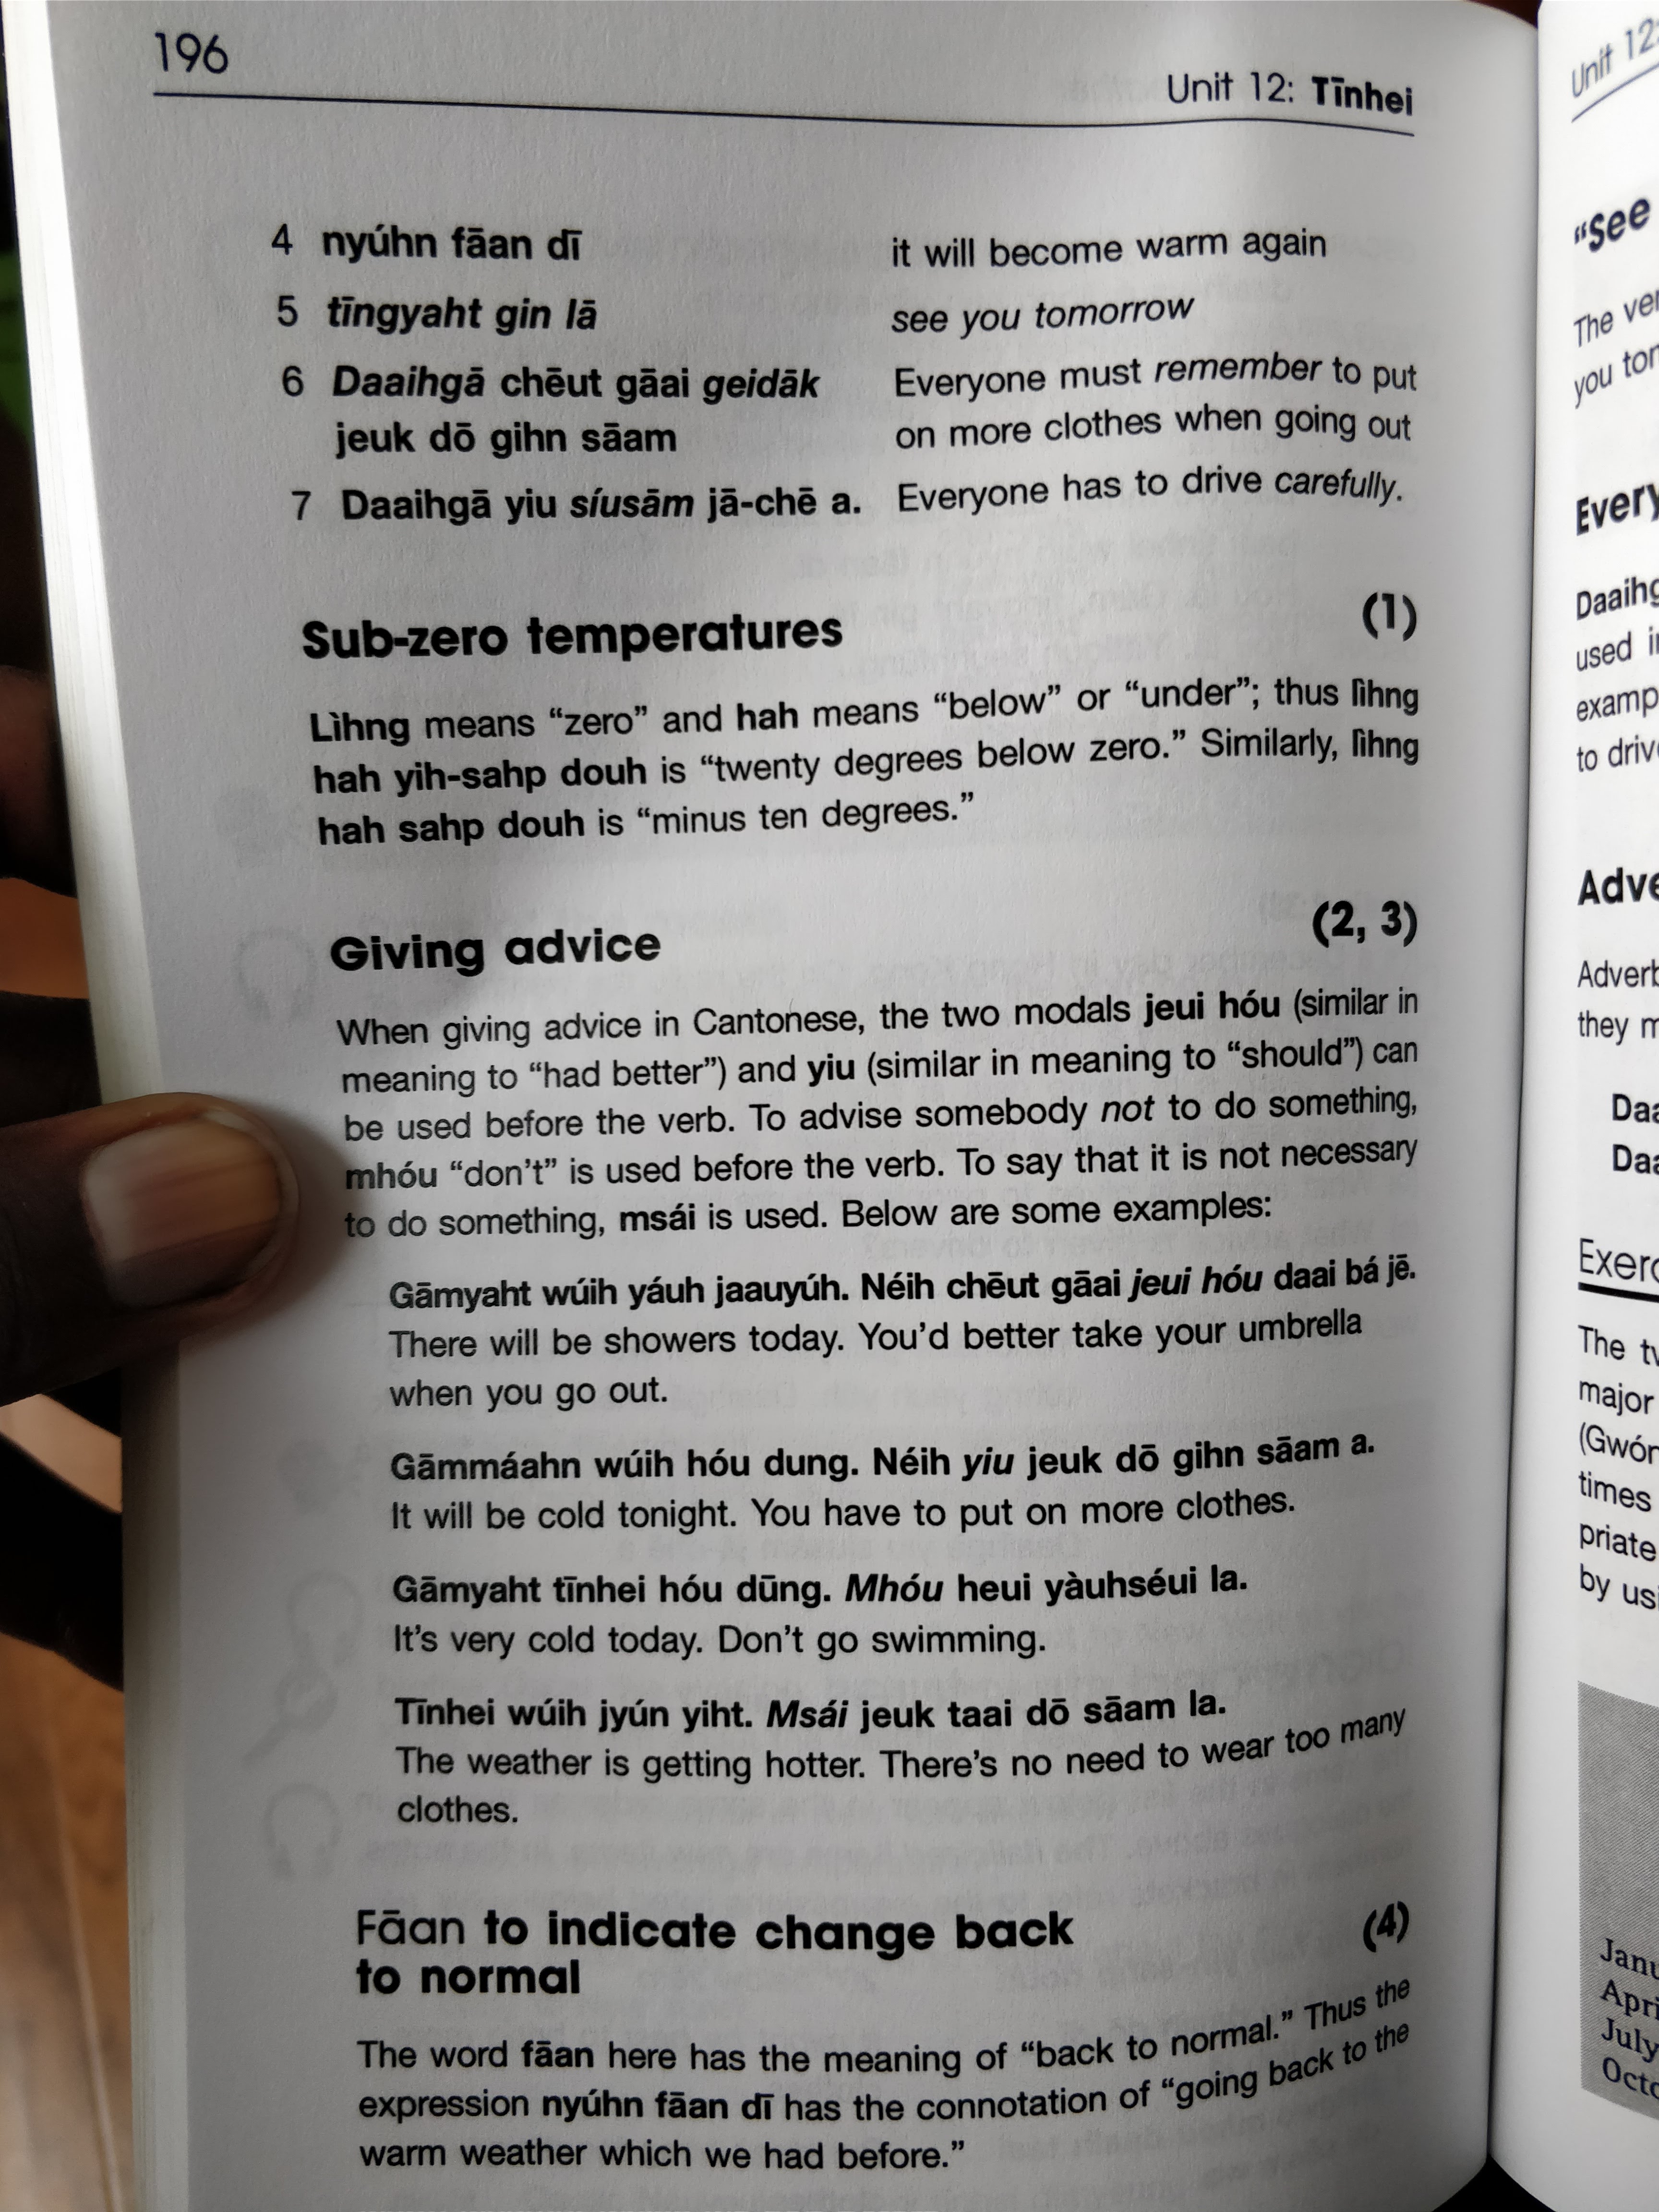 196
Unit 12: Tīnhei
4 nyúhn fāan dī it will become warm again
5 tīngyaht gin lā see you tomorrow
6 Daaihgā chēut gāai geidāk Everyone must remember to put
jeuk dō gihn sāam on more clothes when going out
7 Daaihgā yiu síusām jā-chē a. Everyone has to drive carefully.
Sub-zero temperatures (1)
Lìhng means “zero” and hah means “below” or “under”; thus lìhng
hah yih-sahp douh is “twenty degrees below zero.” Similarly, lìhng
hah sahp douh is “minus ten degrees.”
Giving advice (2, 3)
When giving advice in Cantonese, the two modals jeui hóu (similar in
meaning to “had better”) and yiu (similar in meaning to “should”) can
be used before the verb. To advise somebody not to do something,
mhóu “don’t” is used before the verb. To say that it is not necessary
to do something, msái is used. Below are some examples:
Gāmyaht wúih yáuh jaauyúh. Néih chēut gāai jeui hóu daai bá jē.
There will be showers today. You’d better take your umbrella
when you go out.
Gāmmáahn wúih hóu dung. Néih yiu jeuk dō gihn sāam a.
It will be cold tonight. You have to put on more clothes.
Gāmyaht tīnhei hóu dūng. Mhóu heui yàuhséui la.
It’s very cold today. Don’t go swimming.
Tīnhei wúih jyún yiht. Msái jeuk taai dō sāam la.
The weather is getting hotter. There’s no need to wear too many
clothes.
Fāan to indicate change back (4)
to normal
The word fāan here has the meaning of “back to normal.” Thus the
expression nyúhn fāan dī has the connotation of “going back to the
warm weather which we had before.”
Unit 12:
“See
The
you
Every
used
to
Adverb
they
Exerc
The
major
times
by
July